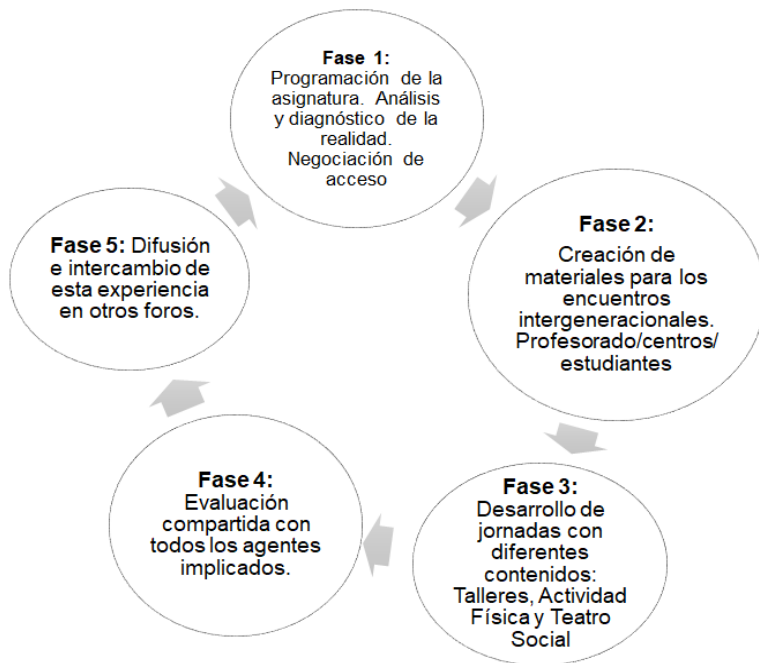 Fase 1:
Programación de la
asignatura. Análisis
y diagnóstico de la
realidad.
Negociación de
acceso
Fase 2:
Creación de
materiales para los
encuentros
intergeneracionales.
Profesorado/centros/
estudiantes
Fase 3:
Desarrollo de
jornadas con
diferentes
contenidos:
Talleres, Actividad
Física y Teatro
Social
Fase 4:
Evaluación
compartida con
todos los agentes
implicados.
Fase 5: Difusión
e intercambio de
esta experiencia
en otros foros.